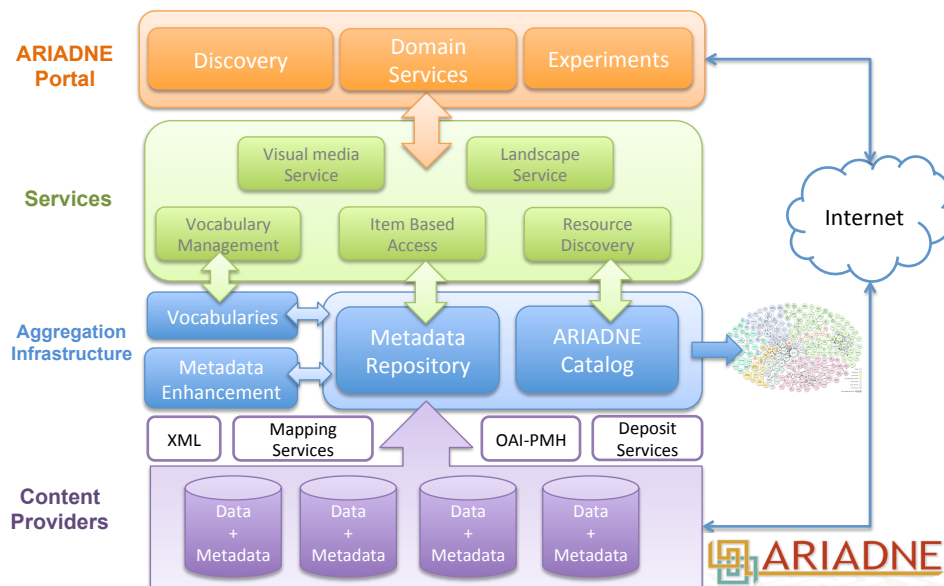 ARIADNE
Portal
Discovery
Domain
Services
Experiments
Services
Visual media
Service
Landscape
Service
Vocabulary
Management
Item Based
Access
Resource
Discovery
Internet
Aggregation
Infrastructure
Vocabularies
Metadata
Enhancement
Metadata
Repository
ARIADNE
Catalog
XML
Mapping
Services
OAI-PMH
Deposit
Services
Content
Providers
Data
+
Metadata
Data
+
Metadata
Data
+
Metadata
Data
+
Metadata
ARIADNE